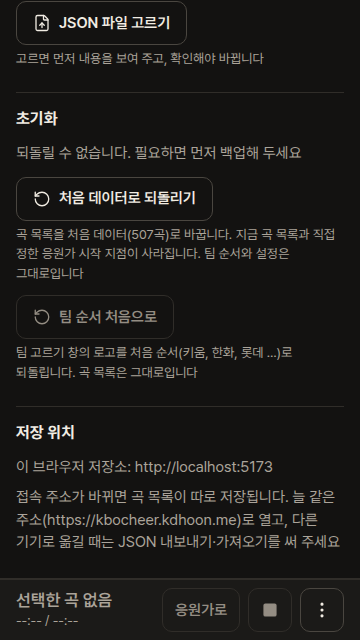 JSON 파일 고르기
고르면 먼저 내용을 보여 주고, 확인해야 바뀝니다
초기화
되돌릴 수 없습니다. 필요하면 먼저 백업해 두세요
처음 데이터로 되돌리기
곡 목록을 처음 데이터(507곡)로 바꿉니다. 지금 곡 목록과 직접
정한 응원가 시작 지점이 사라집니다. 팀 순서와 설정은
그대로입니다
팀 순서 처음으로
팀 고르기 창의 로고를 처음 순서(키움, 한화, 롯데 …)로
되돌립니다. 곡 목록은 그대로입니다
저장 위치
이 브라우저 저장소: http://localhost:5173
접속 주소가 바뀌면 곡 목록이 따로 저장됩니다. 늘 같은
주소(https://kbocheer.kdhoon.me)로 열고, 다른
기기로 옮길 때는 JSON 내보내기·가져오기를 써 주세요
선택한 곡 없음
응원가로
--:-- / --:--